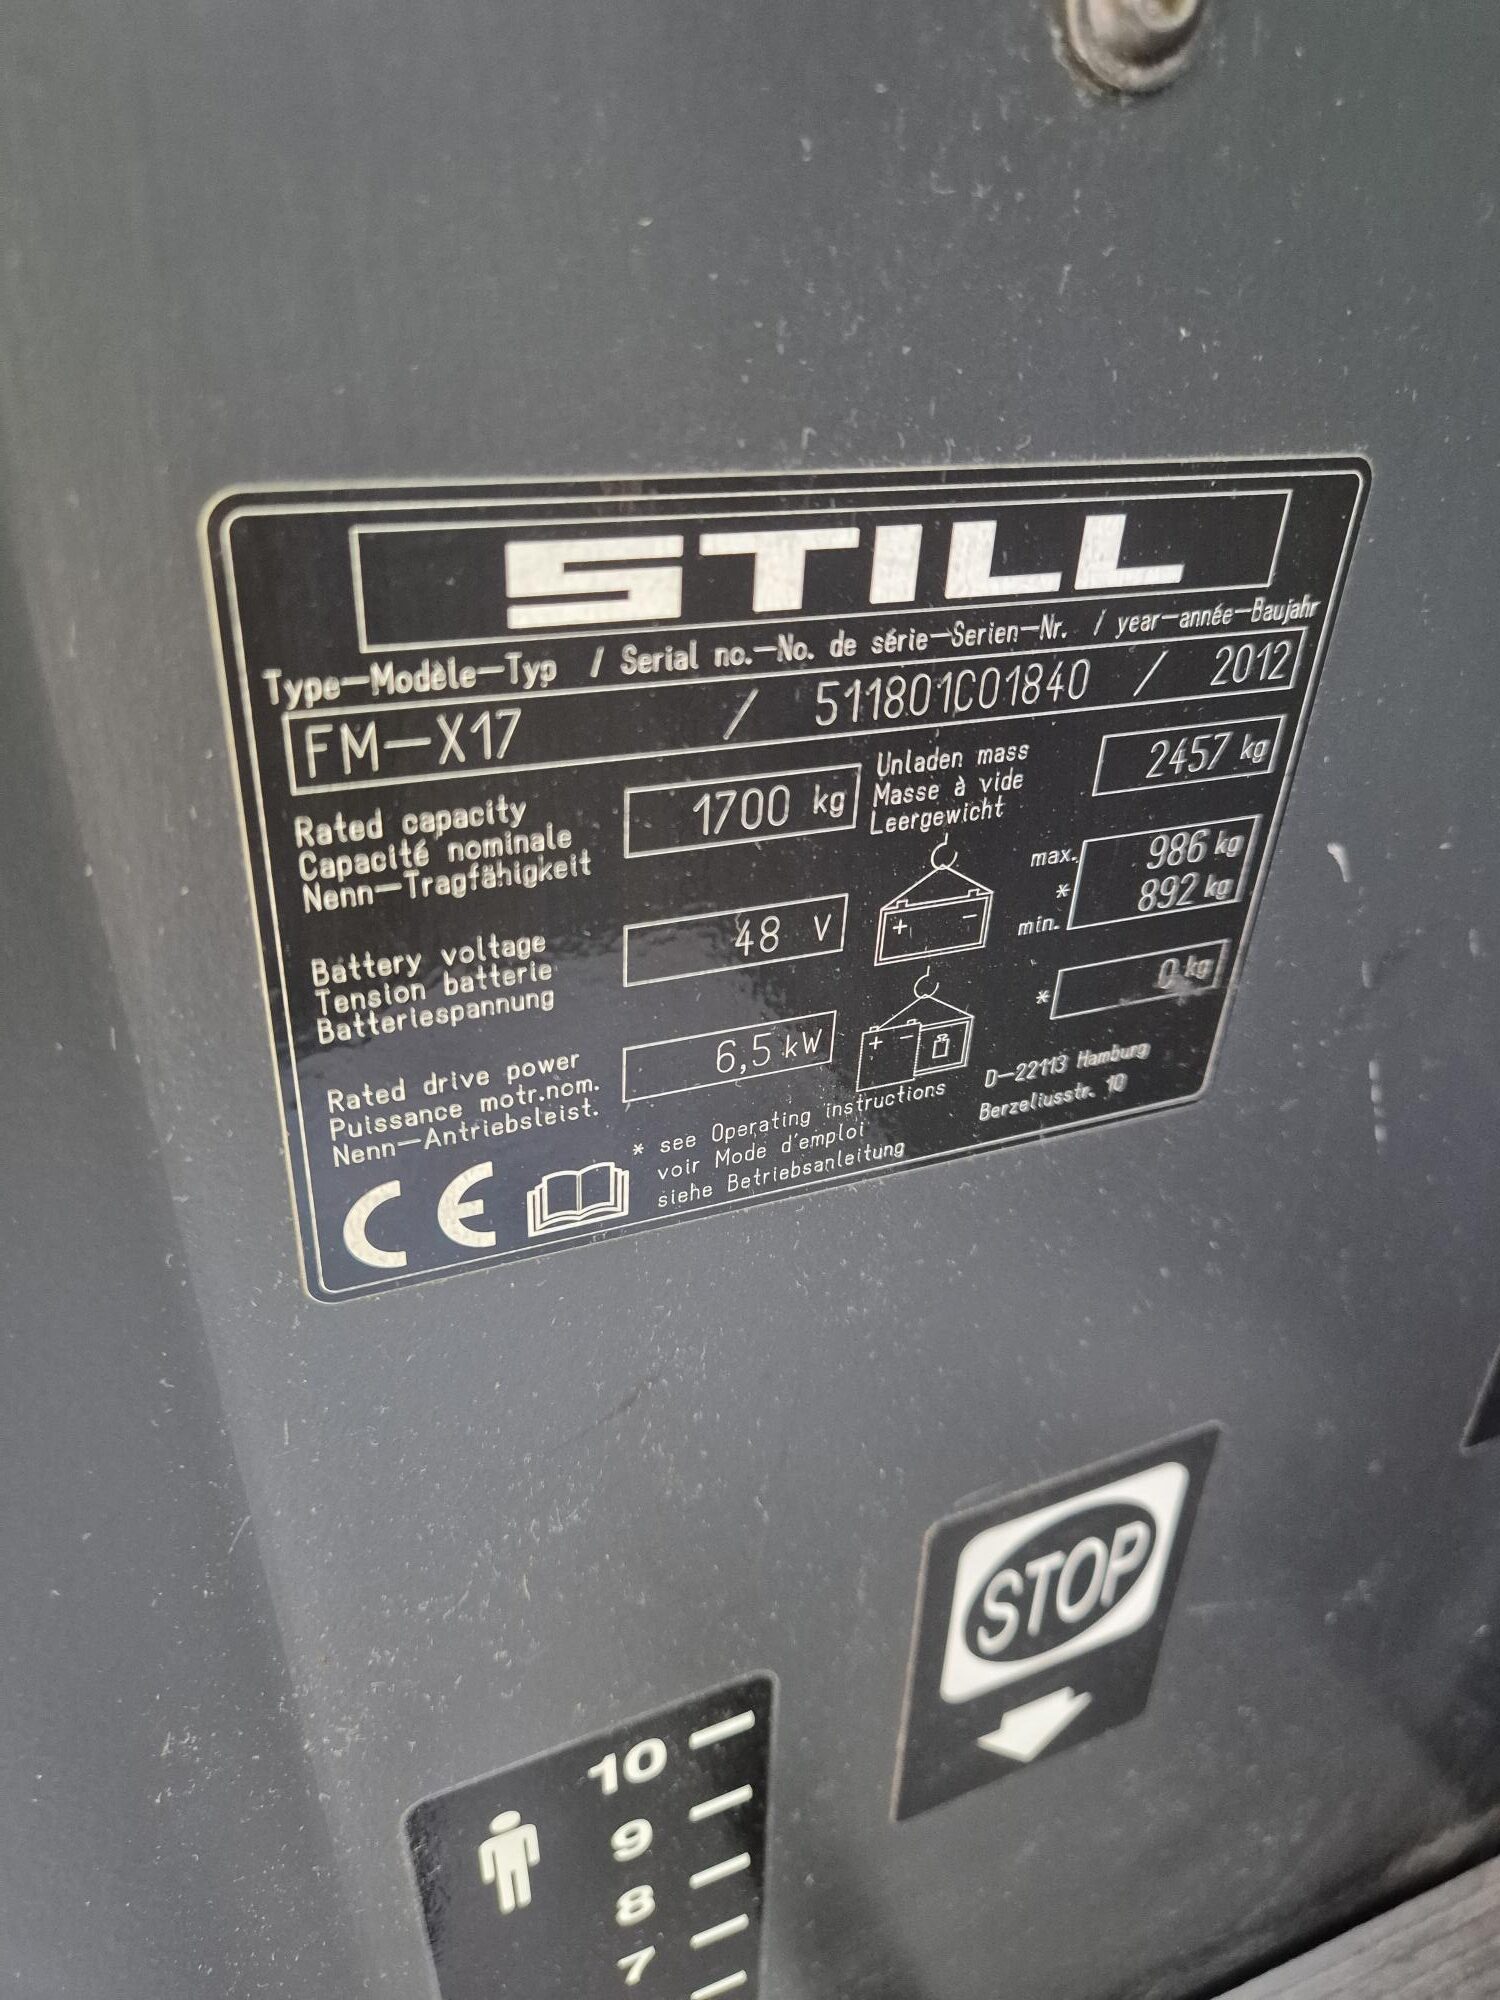 STILL
Type-Modèle-Typ / Serial no.-No. de série-Serien-Nr. / year-année-Baujahr
FM-X17 / 511801C01840 / 2012
Rated capacity
Capacité nominale
Nenn-Tragfähigkeit
1700 kg
Unladen mass
Masse à vide
Leergewicht
2457 kg
Battery voltage
Tension batterie
Batteriespannung
48 V
+ -
max. 986 kg
*
min. 892 kg
Rated drive power
Puissance motr.nom.
Nenn-Antriebsleist.
6,5 kW
+ -
* 0 kg
D-22113 Hamburg
Berzeliusstr. 10
CE
* see Operating instructions
voir Mode d'emploi
siehe Betriebsanleitung
STOP
10
9
8
7